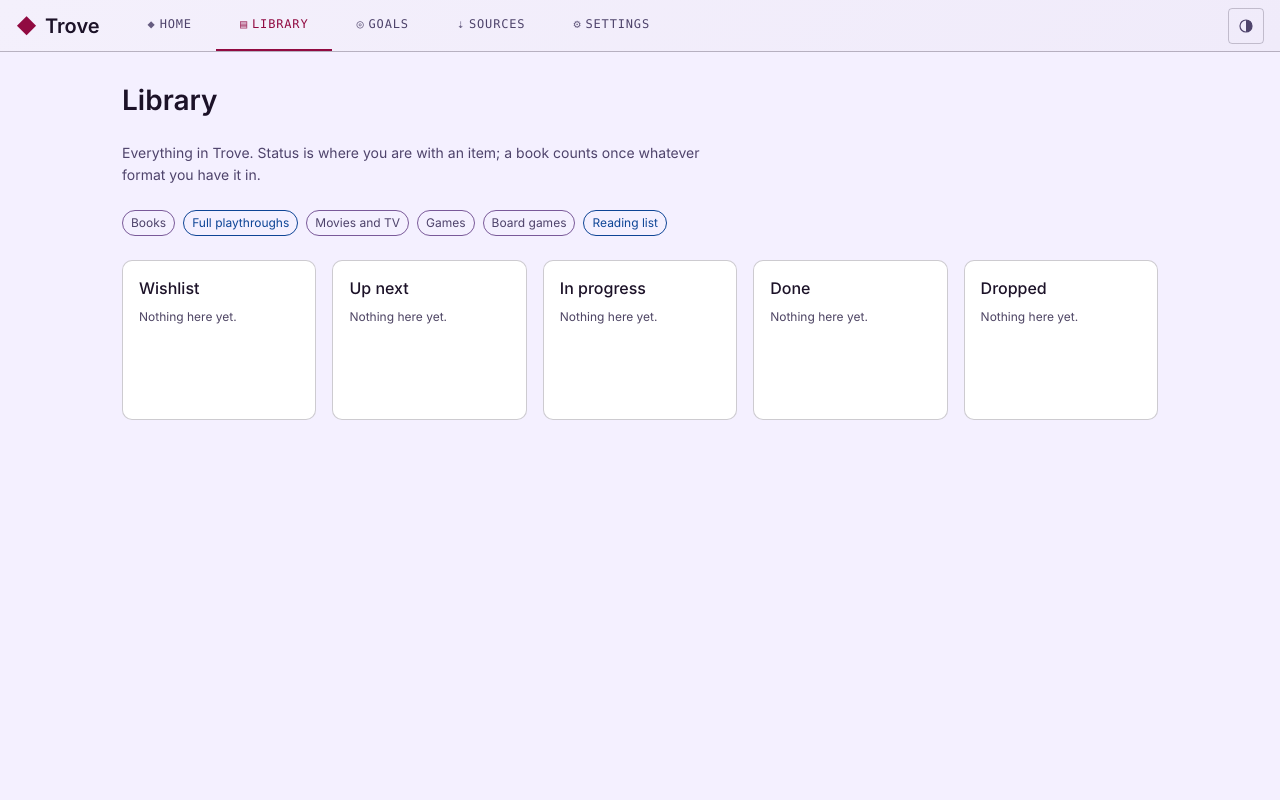 Trove
HOME
LIBRARY
GOALS
SOURCES
SETTINGS
Library
Everything in Trove. Status is where you are with an item; a book counts once whatever
format you have it in.
Books
Full playthroughs
Movies and TV
Games
Board games
Reading list
Wishlist
Nothing here yet.
Up next
Nothing here yet.
In progress
Nothing here yet.
Done
Nothing here yet.
Dropped
Nothing here yet.